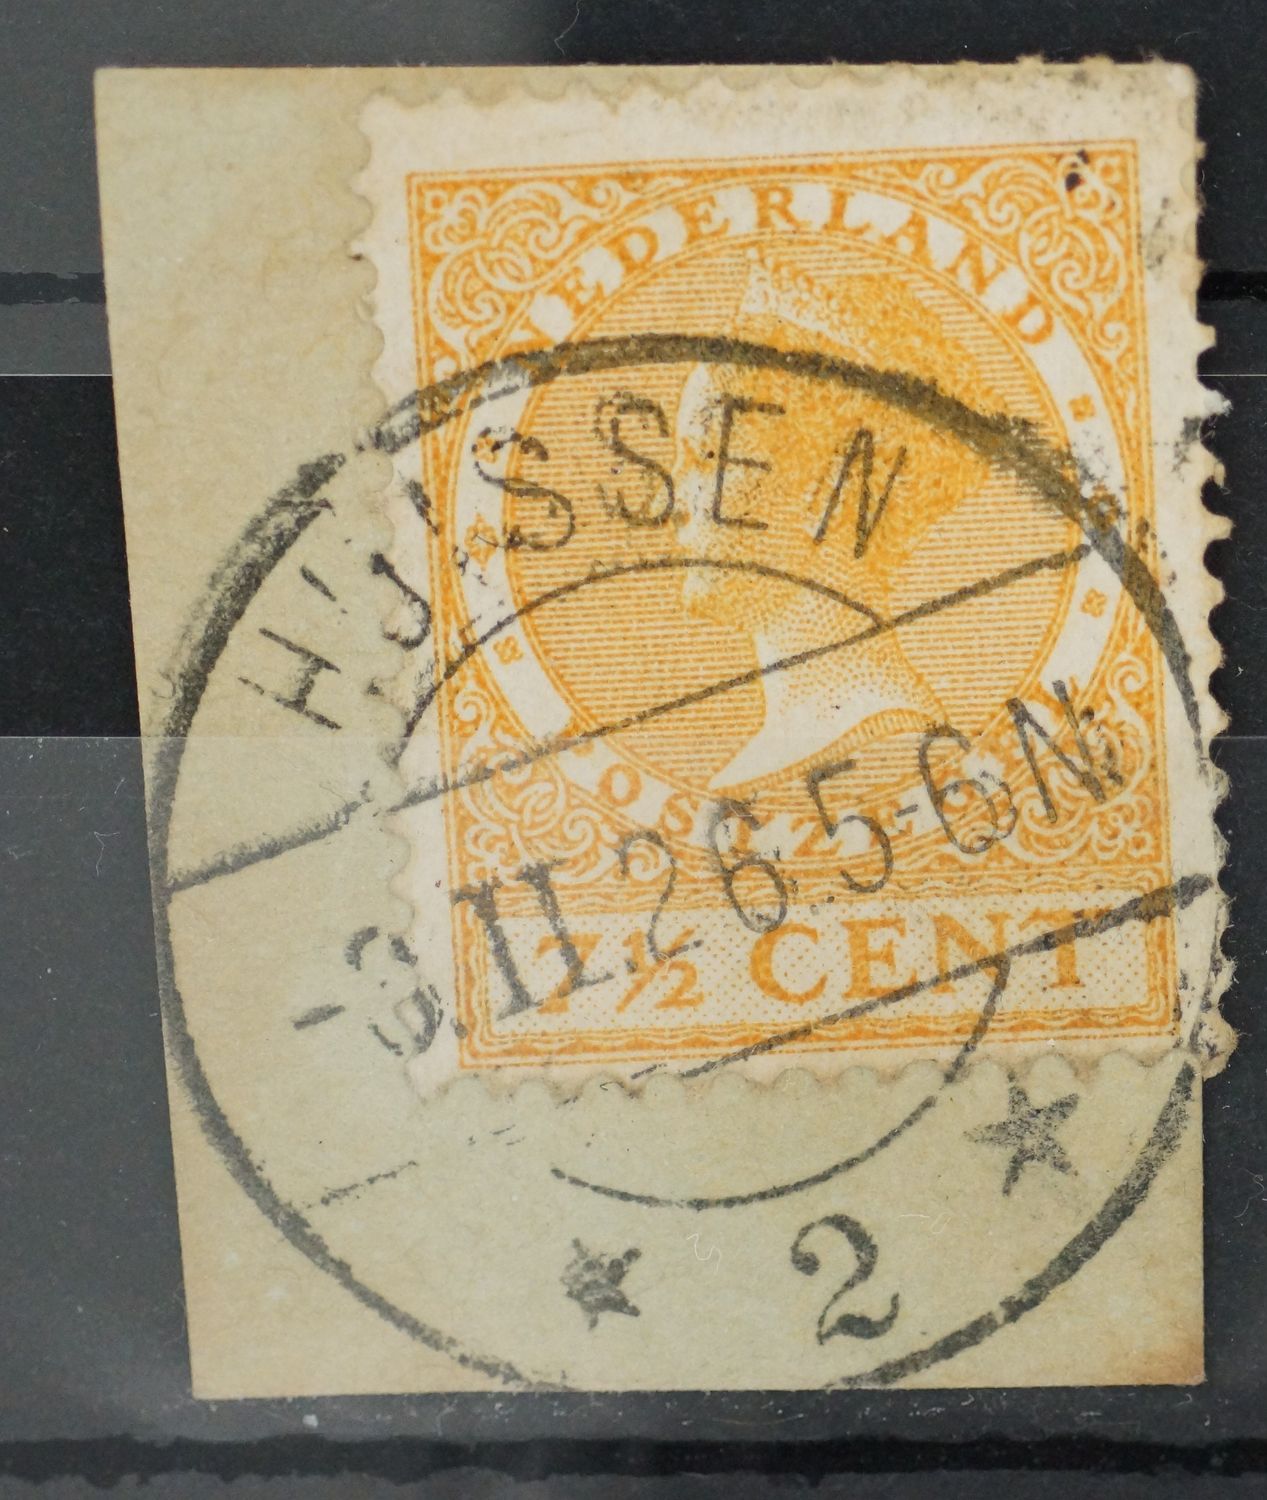 NEDERLAND
POSTZEGEL
7½ CENT
HUISSEN
-3.II.26.5-6N
* 2 *